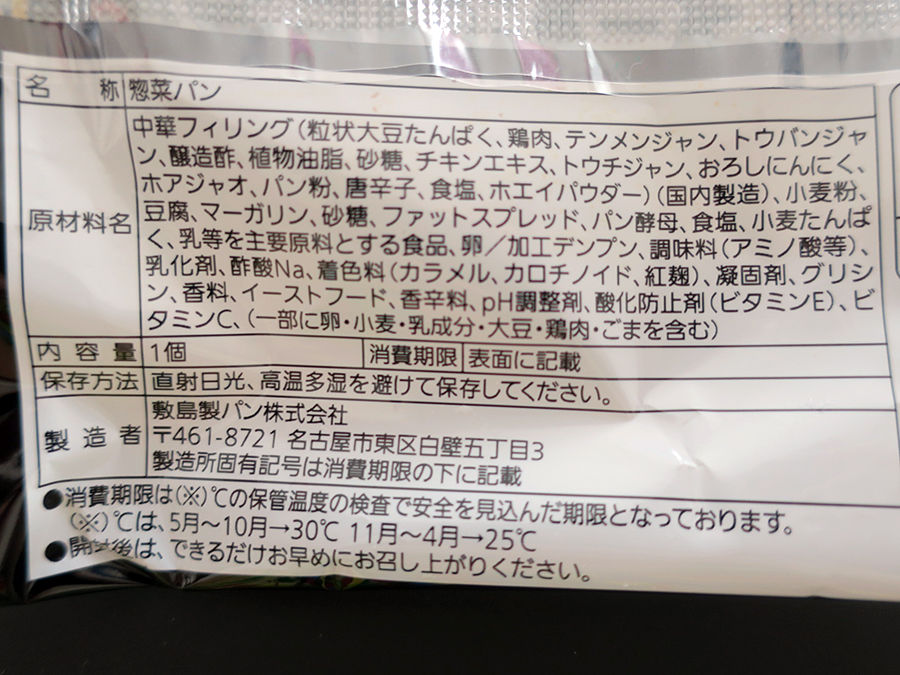 名称 惣菜パン
原材料名 中華フィリング(粒状大豆たんぱく、鶏肉、テンメンジャン、トウバンジャ
ン、醸造酢、植物油脂、砂糖、チキンエキス、トウチジャン、おろしにんにく、
ホアジャオ、パン粉、唐辛子、食塩、ホエイパウダー)(国内製造)、小麦粉、
豆腐、マーガリン、砂糖、ファットスプレッド、パン酵母、食塩、小麦たんぱ
く、乳等を主要原料とする食品、卵/加工デンプン、調味料(アミノ酸等)、
乳化剤、酢酸Na、着色料(カラメル、カロチノイド、紅麹)、凝固剤、グリシ
ン、香料、イーストフード、香辛料、pH調整剤、酸化防止剤(ビタミンE)、ビ
タミンC、(一部に卵・小麦・乳成分・大豆・鶏肉・ごまを含む)
内容量 1個 消費期限 表面に記載
保存方法 直射日光、高温多湿を避けて保存してください。
製造者 敷島製パン株式会社
〒461-8721 名古屋市東区白壁五丁目3
製造所固有記号は消費期限の下に記載
●消費期限は(※)℃の保管温度の検査で安全を見込んだ期限となっております。
(※)℃は、5月~10月→30℃ 11月~4月→25℃
●開封後は、できるだけお早めにお召し上がりください。